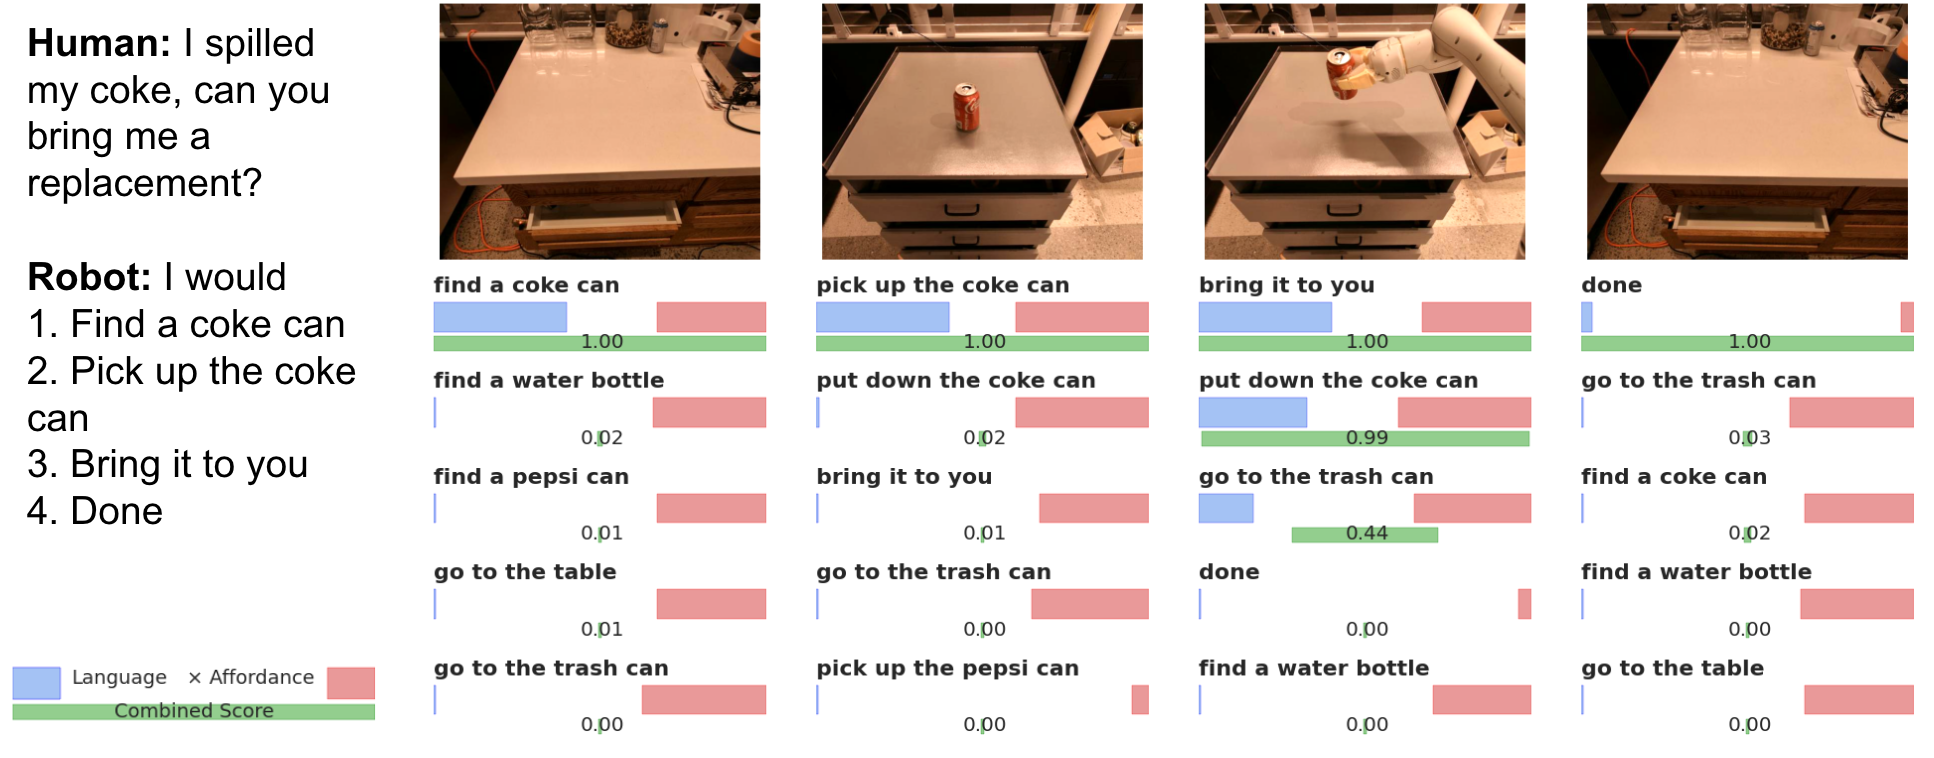 Human: I spilled
my coke, can you
bring me a
replacement?
Robot: I would
1. Find a coke can
2. Pick up the coke
can
3. Bring it to you
4. Done
Language × Affordance
Combined Score
find a coke can
1.00
find a water bottle
0.02
find a pepsi can
0.01
go to the table
0.01
go to the trash can
0.00
pick up the coke can
1.00
put down the coke can
0.02
bring it to you
0.01
go to the trash can
0.00
pick up the pepsi can
0.00
bring it to you
1.00
put down the coke can
0.99
go to the trash can
0.44
done
0.00
find a water bottle
0.00
done
1.00
go to the trash can
0.03
find a coke can
0.02
find a water bottle
0.00
go to the table
0.00